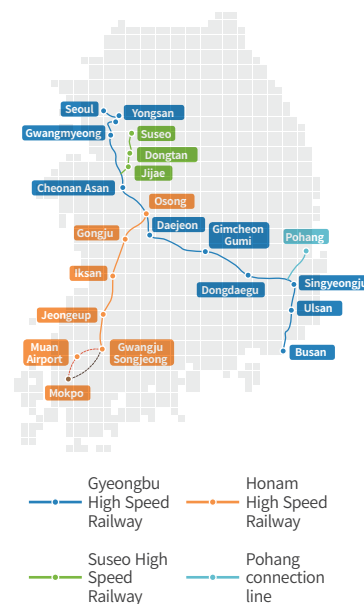 Seoul
Yongsan
Gwangmyeong
Suseo
Dongtan
Jijae
Cheonan Asan
Osong
Daejeon
Gongju
Gimcheon
Gumi
Pohang
Iksan
Dongdaegu
Singyeongju
Ulsan
Jeongeup
Muan
Airport
Gwangju
Songjeong
Busan
Mokpo
Gyeongbu
High Speed
Railway
Honam
High Speed
Railway
Suseo High
Speed
Railway
Pohang
connection
line